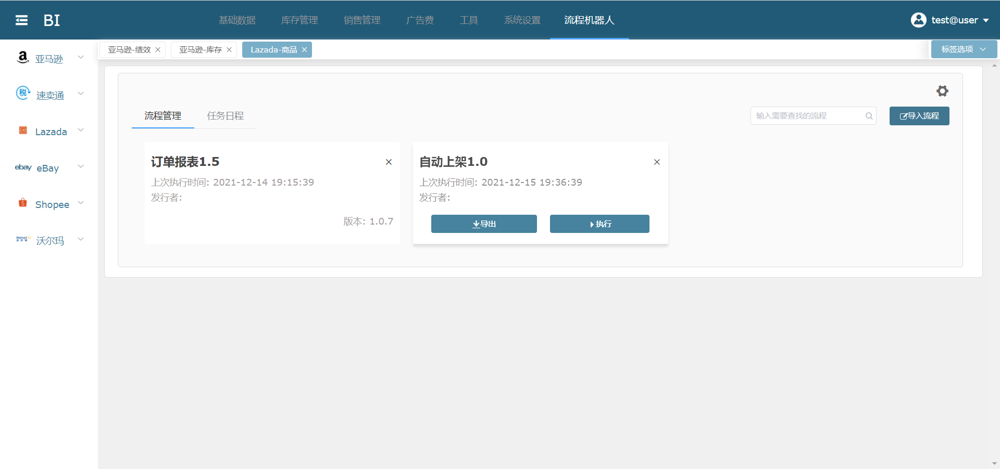 BI
基础数据 库存管理 销售管理 广告费 工具 系统设置 流程机器人
test@user
亚马逊-绩效 亚马逊-库存 Lazada-商品
标签选项
亚马逊
速卖通
Lazada
ebay eBay
Shopee
沃尔玛
流程管理 任务日程
输入需要查找的流程
导入流程
订单报表1.5
上次执行时间: 2021-12-14 19:15:39
发行者:
版本: 1.0.7
自动上架1.0
上次执行时间: 2021-12-15 19:36:39
发行者:
导出 执行